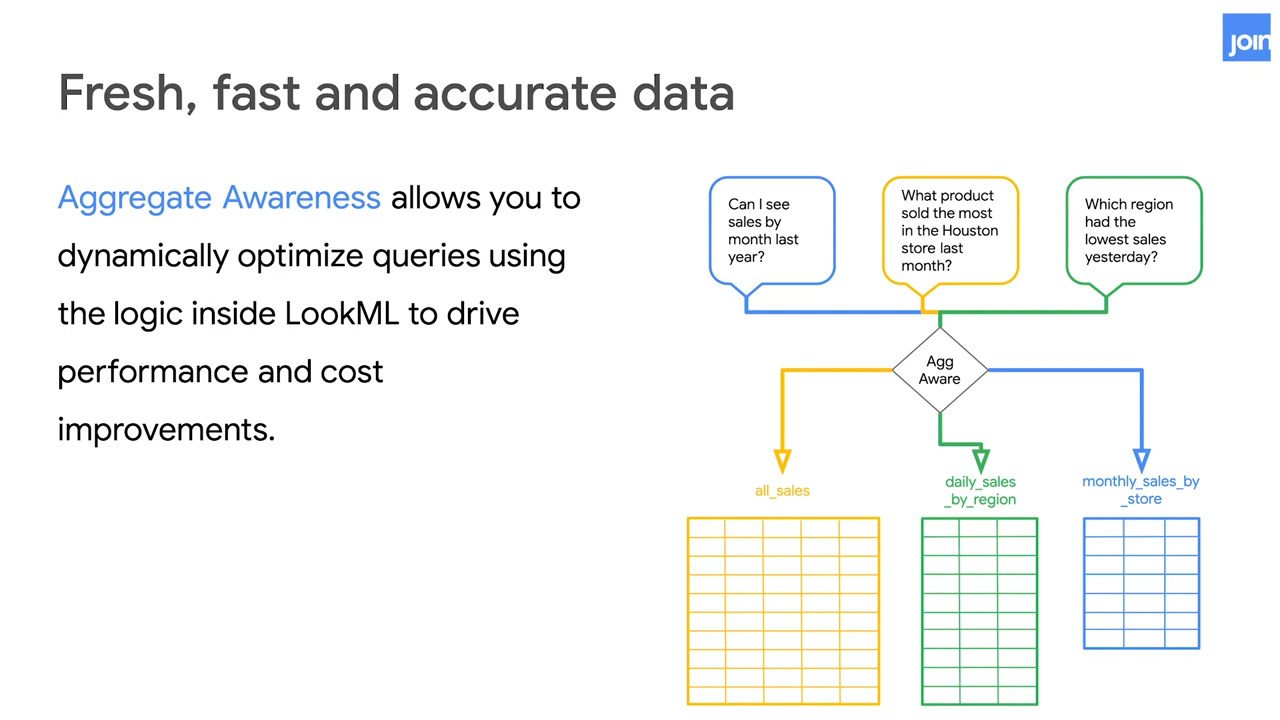 JOIN
Fresh, fast and accurate data
Aggregate Awareness allows you to
dynamically optimize queries using
the logic inside LookML to drive
performance and cost
improvements.
Can I see
sales by
month last
year?
What product
sold the most
in the Houston
store last
month?
Which region
had the
lowest sales
yesterday?
Agg
Aware
all_sales
daily_sales
_by_region
monthly_sales_by
_store